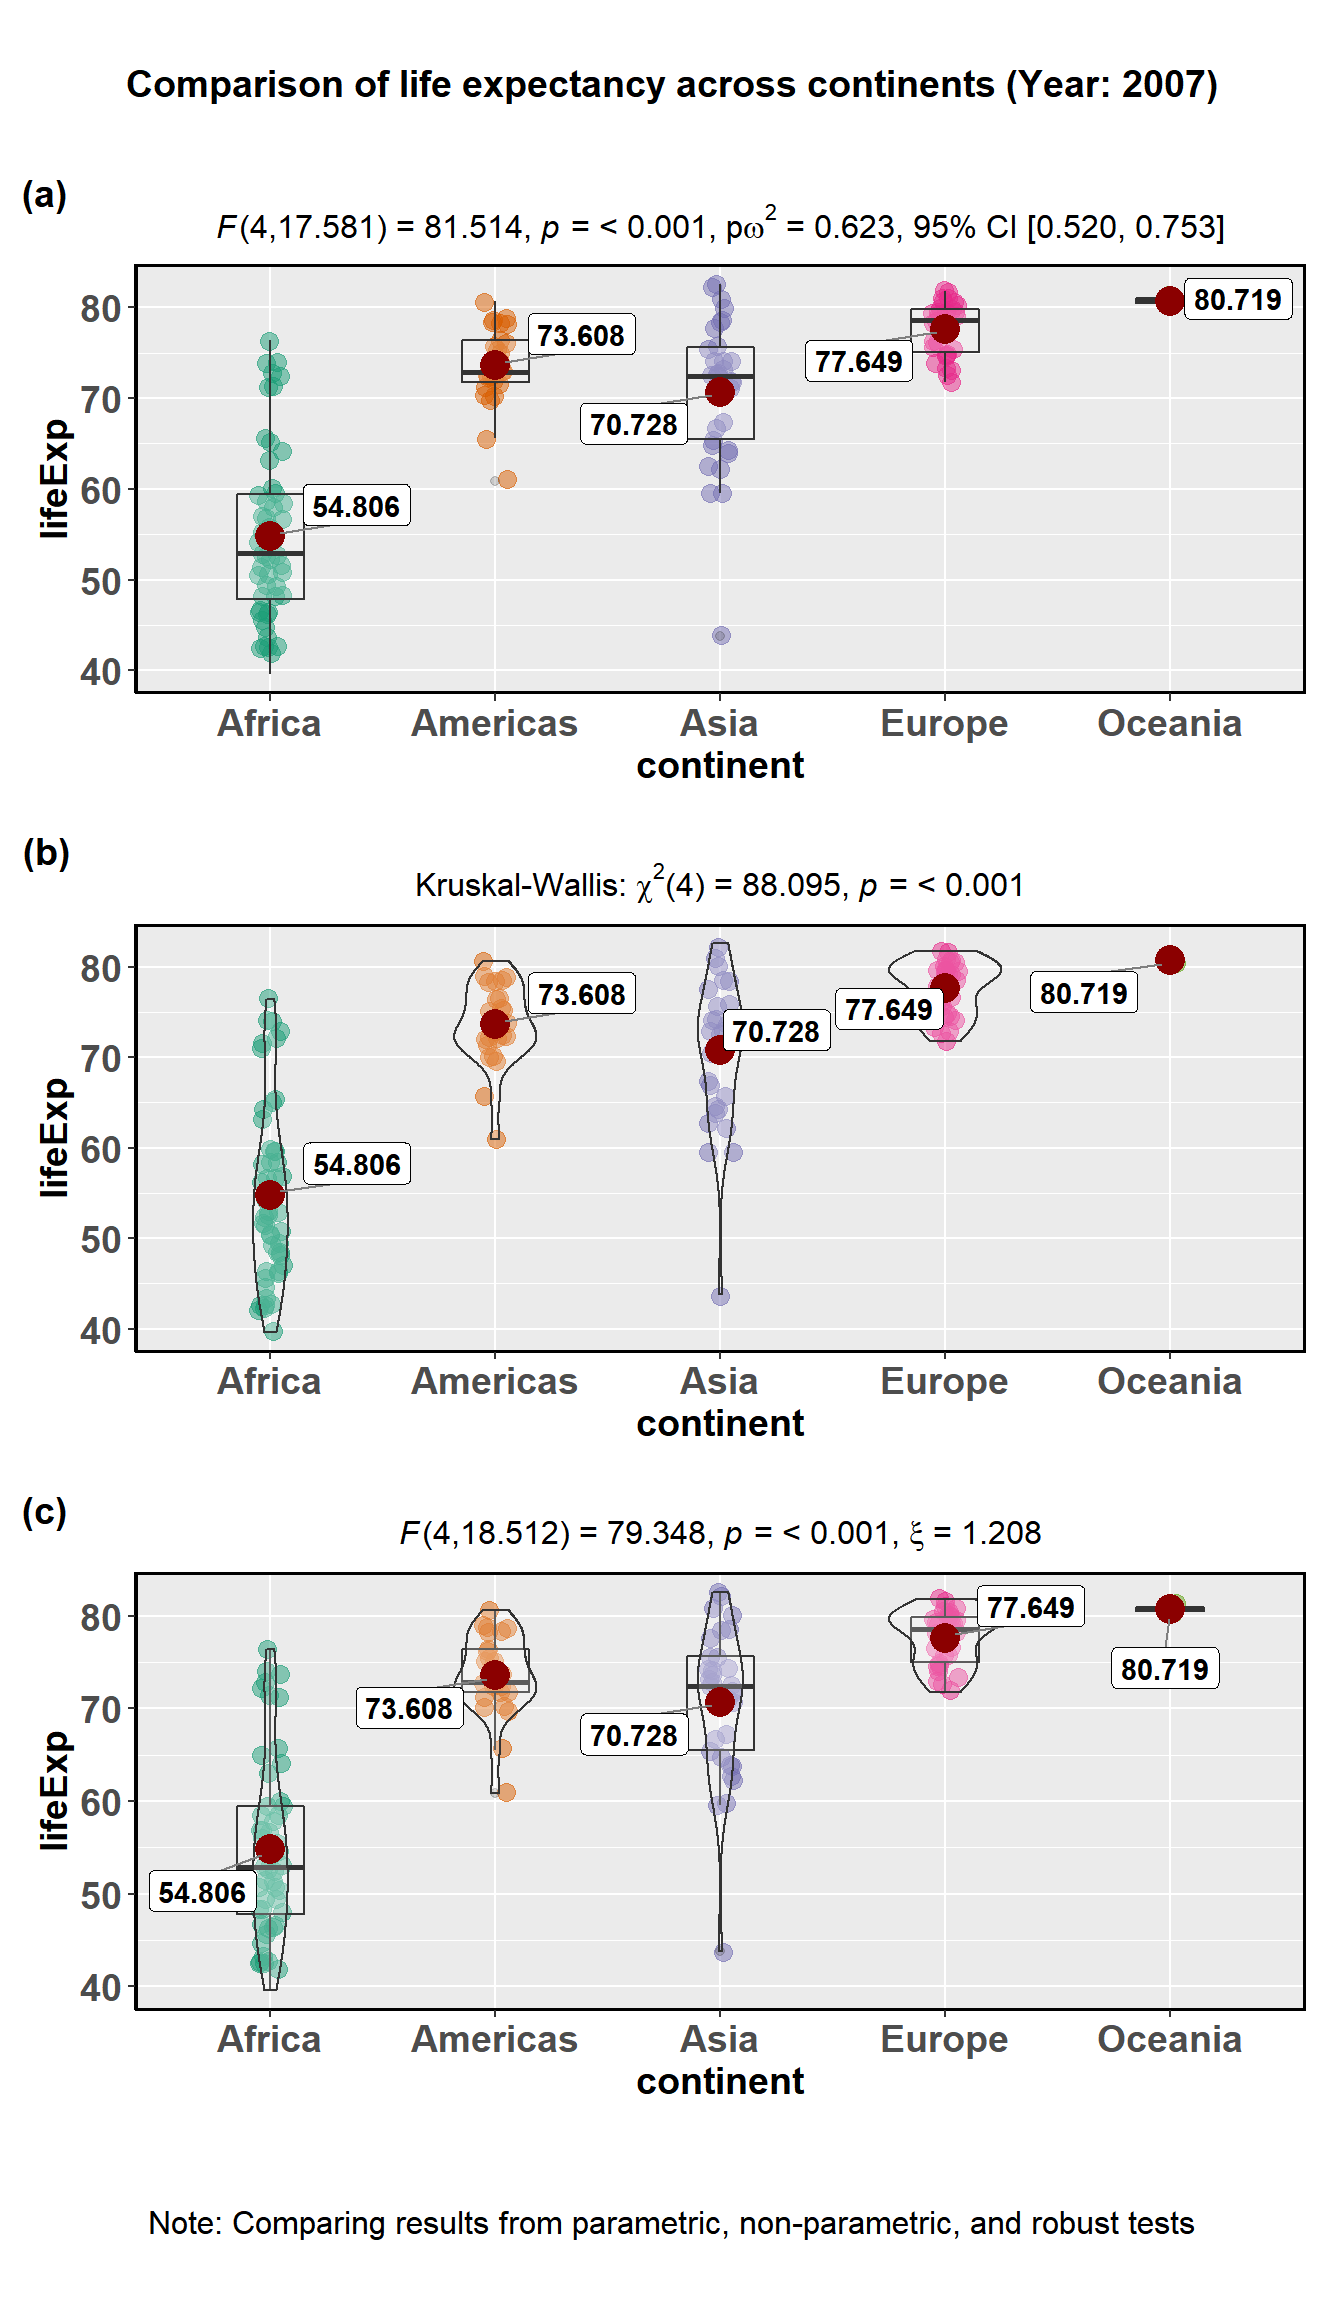 Comparison of life expectancy across continents (Year: 2007)
(a)
F(4,17.581) = 81.514, p = < 0.001, pω² = 0.623, 95% CI [0.520, 0.753]
lifeExp
80
70
60
50
40
54.806
73.608
70.728
77.649
80.719
Africa Americas Asia Europe Oceania
continent
(b)
Kruskal-Wallis: χ²(4) = 88.095, p = < 0.001
lifeExp
80
70
60
50
40
54.806
73.608
70.728
77.649
80.719
Africa Americas Asia Europe Oceania
continent
(c)
F(4,18.512) = 79.348, p = < 0.001, ξ = 1.208
lifeExp
80
70
60
50
40
54.806
73.608
70.728
77.649
80.719
Africa Americas Asia Europe Oceania
continent
Note: Comparing results from parametric, non-parametric, and robust tests